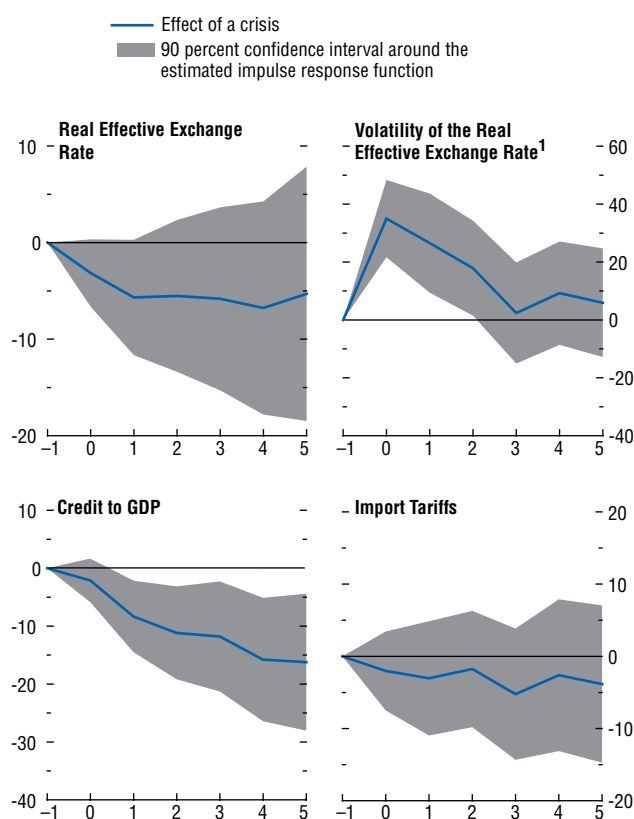 Effect of a crisis
90 percent confidence interval around the
estimated impulse response function
Real Effective Exchange
Rate
10
0
-10
-20
–1 0 1 2 3 4 5
Volatility of the Real
Effective Exchange Rate1
60
40
20
0
-20
-40
–1 0 1 2 3 4 5
Credit to GDP
10
0
-10
-20
-30
-40
–1 0 1 2 3 4 5
Import Tariffs
20
10
0
-10
-20
–1 0 1 2 3 4 5